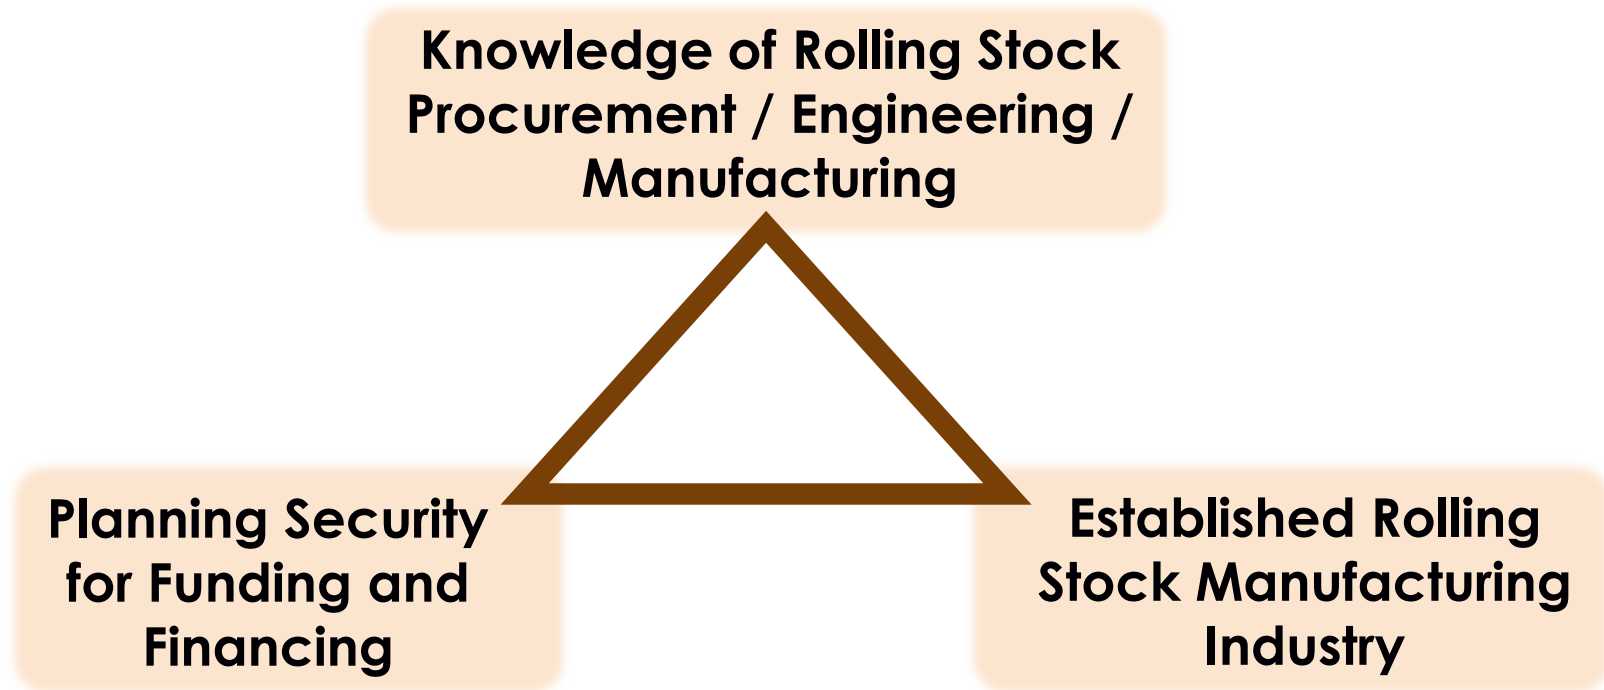 Knowledge of Rolling Stock
Procurement / Engineering /
Manufacturing
Planning Security
for Funding and
Financing
Established Rolling
Stock Manufacturing
Industry